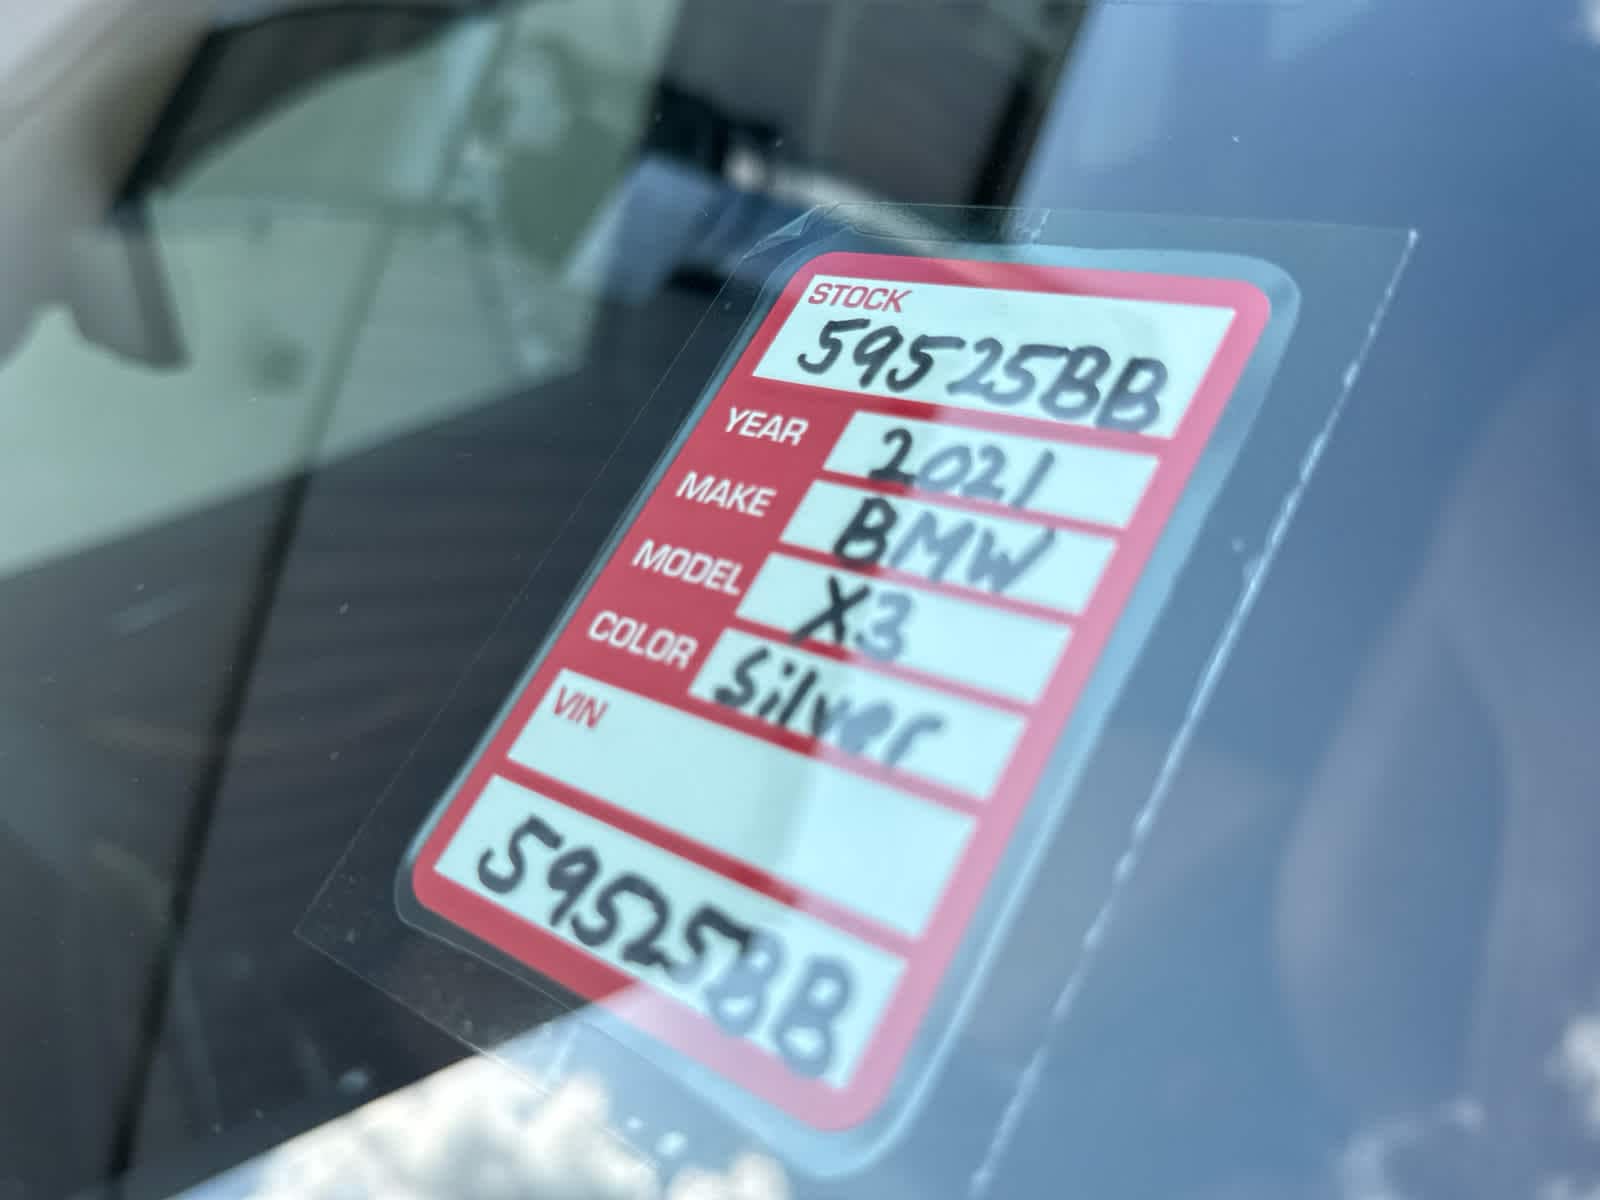 STOCK
59525BB
YEAR 2021
MAKE BMW
MODEL X3
COLOR Silver
VIN
59525BB